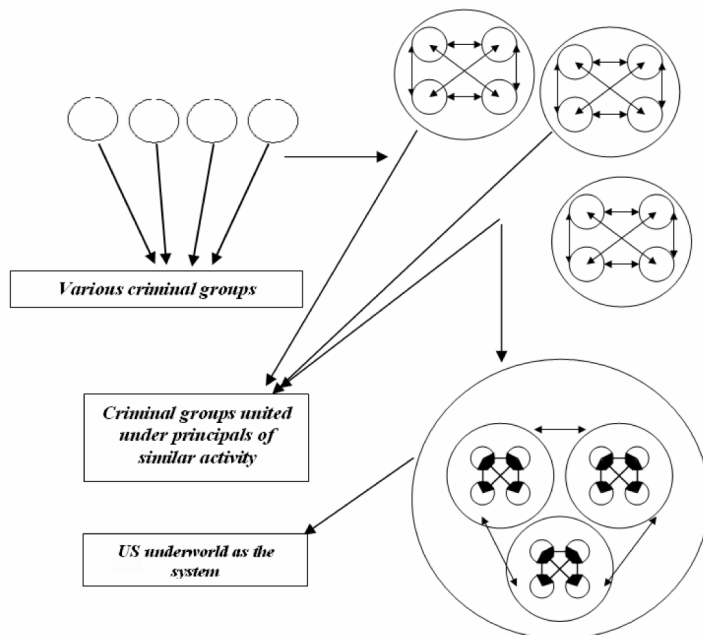 Various criminal groups
Criminal groups united
under principals of
similar activity
US underworld as the
system